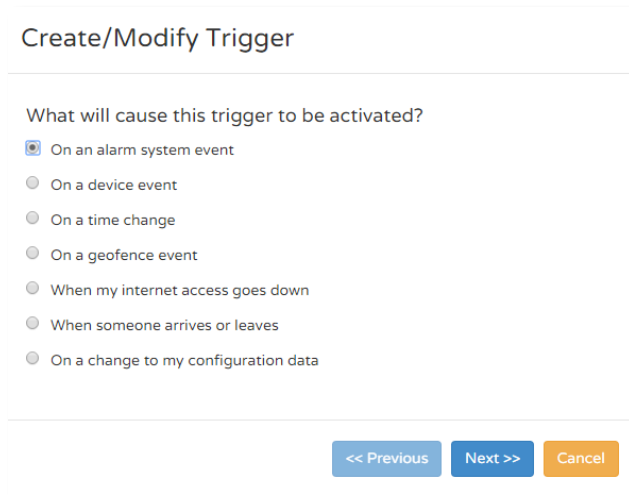 Create/Modify Trigger
What will cause this trigger to be activated?
On an alarm system event
On a device event
On a time change
On a geofence event
When my internet access goes down
When someone arrives or leaves
On a change to my configuration data
<< Previous Next >> Cancel